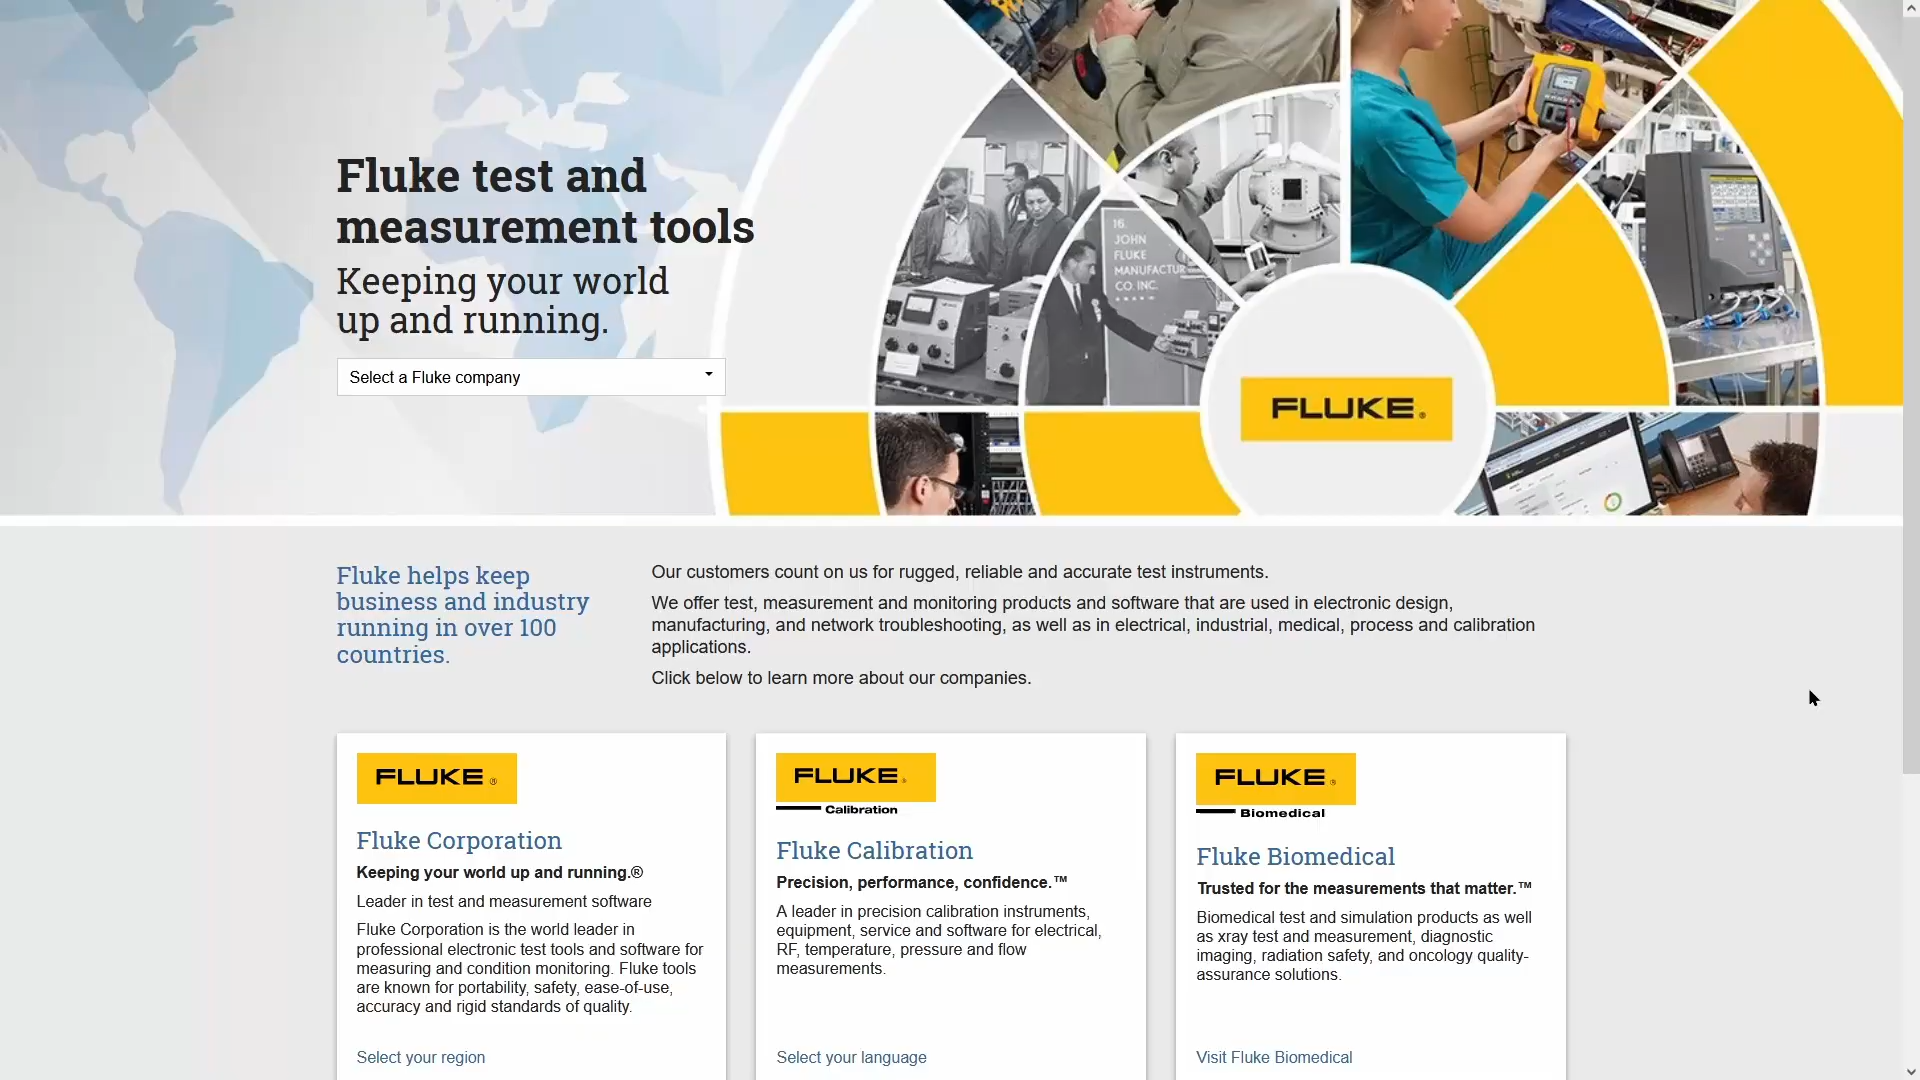 Fluke test and
measurement tools
Keeping your world
up and running.
Select a Fluke company
16.
JOHN
FLUKE
MANUFACTUR
CO. INC.
FLUKE®
Fluke helps keep
business and industry
running in over 100
countries.
Our customers count on us for rugged, reliable and accurate test instruments.
We offer test, measurement and monitoring products and software that are used in electronic design,
manufacturing, and network troubleshooting, as well as in electrical, industrial, medical, process and calibration
applications.
Click below to learn more about our companies.
FLUKE®
Fluke Corporation
Keeping your world up and running.®
Leader in test and measurement software
Fluke Corporation is the world leader in
professional electronic test tools and software for
measuring and condition monitoring. Fluke tools
are known for portability, safety, ease-of-use,
accuracy and rigid standards of quality.
Select your region
FLUKE®
Calibration
Fluke Calibration
Precision, performance, confidence.™
A leader in precision calibration instruments,
equipment, service and software for electrical,
RF, temperature, pressure and flow
measurements.
Select your language
FLUKE®
Biomedical
Fluke Biomedical
Trusted for the measurements that matter.™
Biomedical test and simulation products as well
as xray test and measurement, diagnostic
imaging, radiation safety, and oncology quality-
assurance solutions.
Visit Fluke Biomedical